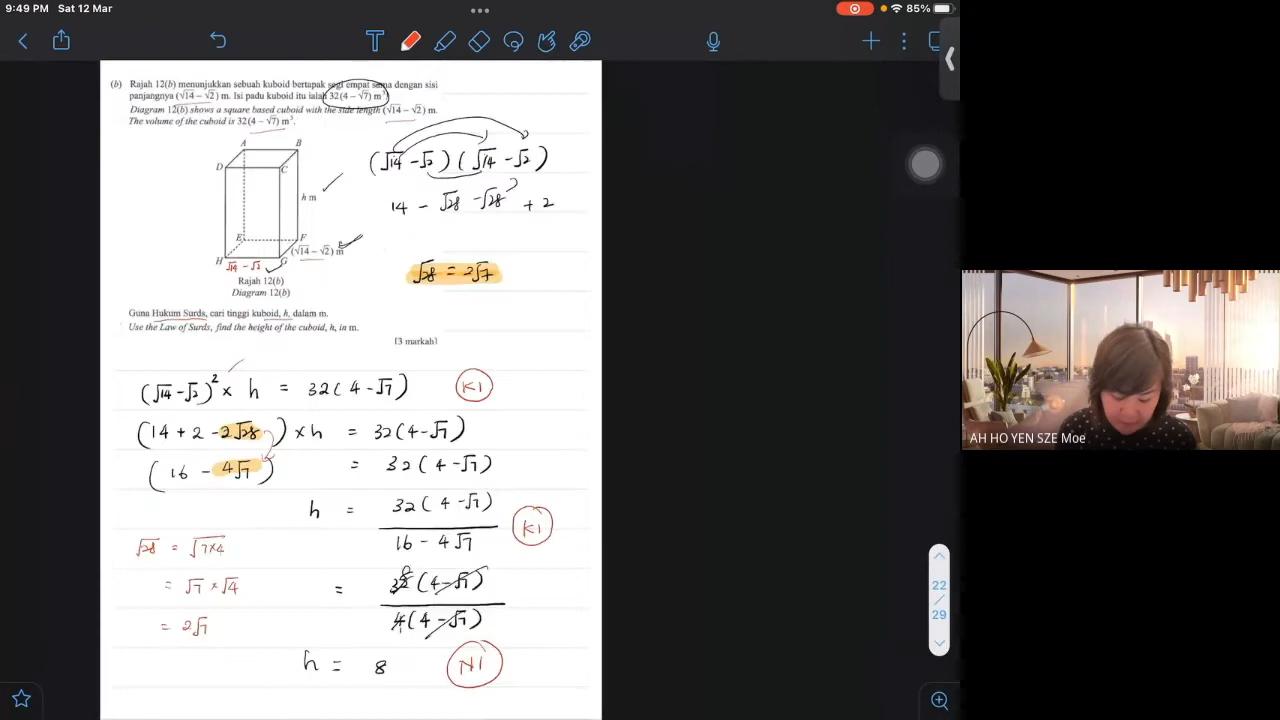 9:49 PM Sat 12 Mar
85%
(b) Rajah 12(b) menunjukkan sebuah kuboid bertapak segi empat sama dengan sisi
panjangnya (√14 − √2) m. Isi padu kuboid itu ialah 32(4 − √7) m³.
Diagram 12(b) shows a square based cuboid with the side length (√14 − √2) m.
The volume of the cuboid is 32(4 − √7) m³.
A B
D C
h m
E F
H G
(√14 − √2) m
√14 − √2
Rajah 12(b)
Diagram 12(b)
(√14 − √2)(√14 − √2)
14 − √28 − √28 + 2
√28 = 2√7
Guna Hukum Surds, cari tinggi kuboid, h, dalam m.
Use the Law of Surds, find the height of the cuboid, h, in m.
[3 markah]
(√14 − √2)² × h = 32(4 − √7) K1
(14 + 2 − 2√28) × h = 32(4 − √7)
(16 − 4√7) = 32(4 − √7)
h = 32(4 − √7) / 16 − 4√7 K1
√28 = √7×4
= √7 × √4
= 2√7
= 32 8 (4 − √7) / 4 1 (4 − √7)
h = 8 N1
22 / 29
AH HO YEN SZE Moe